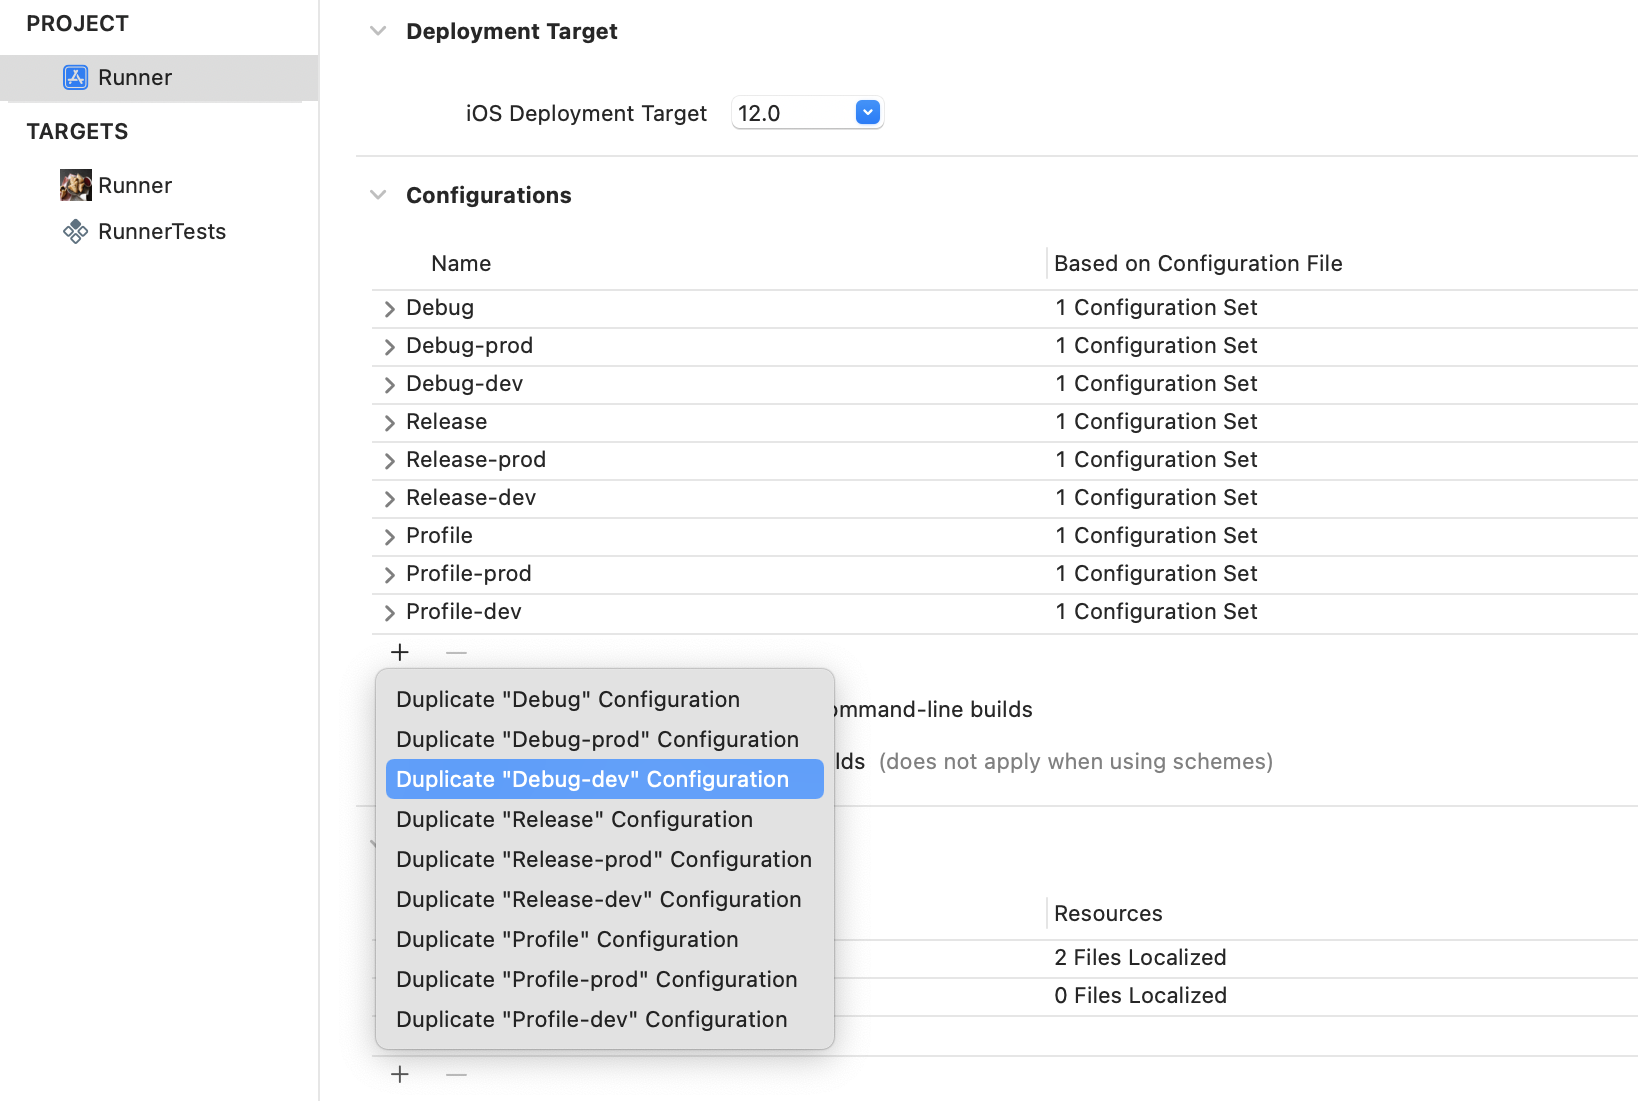 PROJECT
Runner
TARGETS
Runner
RunnerTests
Deployment Target
iOS Deployment Target 12.0
Configurations
Name Based on Configuration File
Debug 1 Configuration Set
Debug-prod 1 Configuration Set
Debug-dev 1 Configuration Set
Release 1 Configuration Set
Release-prod 1 Configuration Set
Release-dev 1 Configuration Set
Profile 1 Configuration Set
Profile-prod 1 Configuration Set
Profile-dev 1 Configuration Set
+ —
Duplicate "Debug" Configuration
Duplicate "Debug-prod" Configuration
Duplicate "Debug-dev" Configuration
Duplicate "Release" Configuration
Duplicate "Release-prod" Configuration
Duplicate "Release-dev" Configuration
Duplicate "Profile" Configuration
Duplicate "Profile-prod" Configuration
Duplicate "Profile-dev" Configuration
ommand-line builds
lds (does not apply when using schemes)
Resources
2 Files Localized
0 Files Localized
+ —